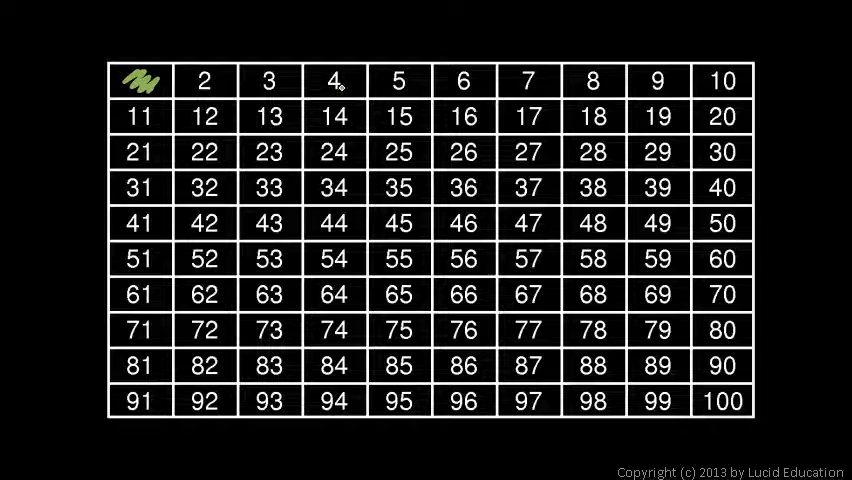 2 3 4 5 6 7 8 9 10
11 12 13 14 15 16 17 18 19 20
21 22 23 24 25 26 27 28 29 30
31 32 33 34 35 36 37 38 39 40
41 42 43 44 45 46 47 48 49 50
51 52 53 54 55 56 57 58 59 60
61 62 63 64 65 66 67 68 69 70
71 72 73 74 75 76 77 78 79 80
81 82 83 84 85 86 87 88 89 90
91 92 93 94 95 96 97 98 99 100
Copyright (c) 2013 by Lucid Education